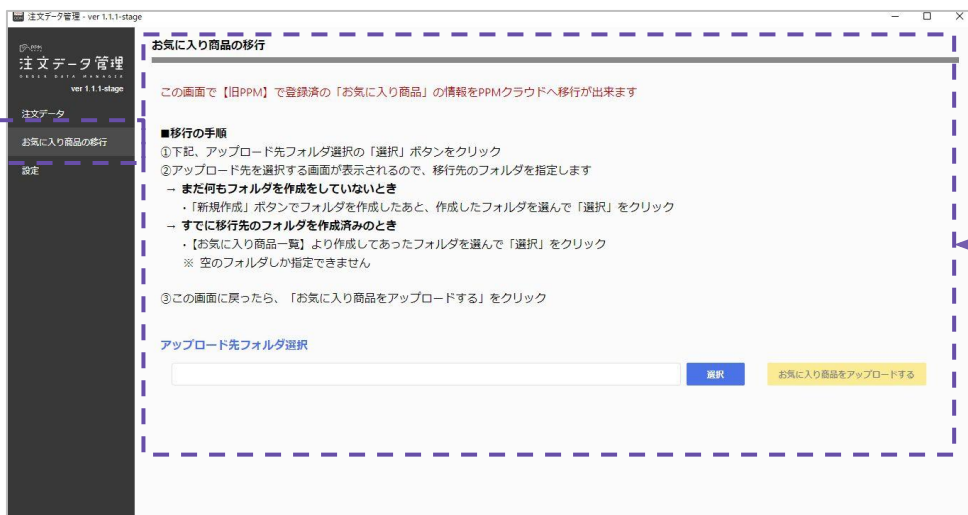 注文データ管理 - ver 1.1.1-stage
注文データ管理
ORDER DATA MANAGER
ver 1.1.1-stage
注文データ
お気に入り商品の移行
設定
お気に入り商品の移行
この画面で【旧PPM】で登録済の「お気に入り商品」の情報をPPMクラウドへ移行が出来ます
■移行の手順
①下記、アップロード先フォルダ選択の「選択」ボタンをクリック
②アップロード先を選択する画面が表示されるので、移行先のフォルダを指定します
→ まだ何もフォルダを作成をしていないとき
・「新規作成」ボタンでフォルダを作成したあと、作成したフォルダを選んで「選択」をクリック
→ すでに移行先のフォルダを作成済みのとき
・【お気に入り商品一覧】より作成してあったフォルダを選んで「選択」をクリック
※ 空のフォルダしか指定できません
③この画面に戻ったら、「お気に入り商品をアップロードする」をクリック
アップロード先フォルダ選択
選択
お気に入り商品をアップロードする